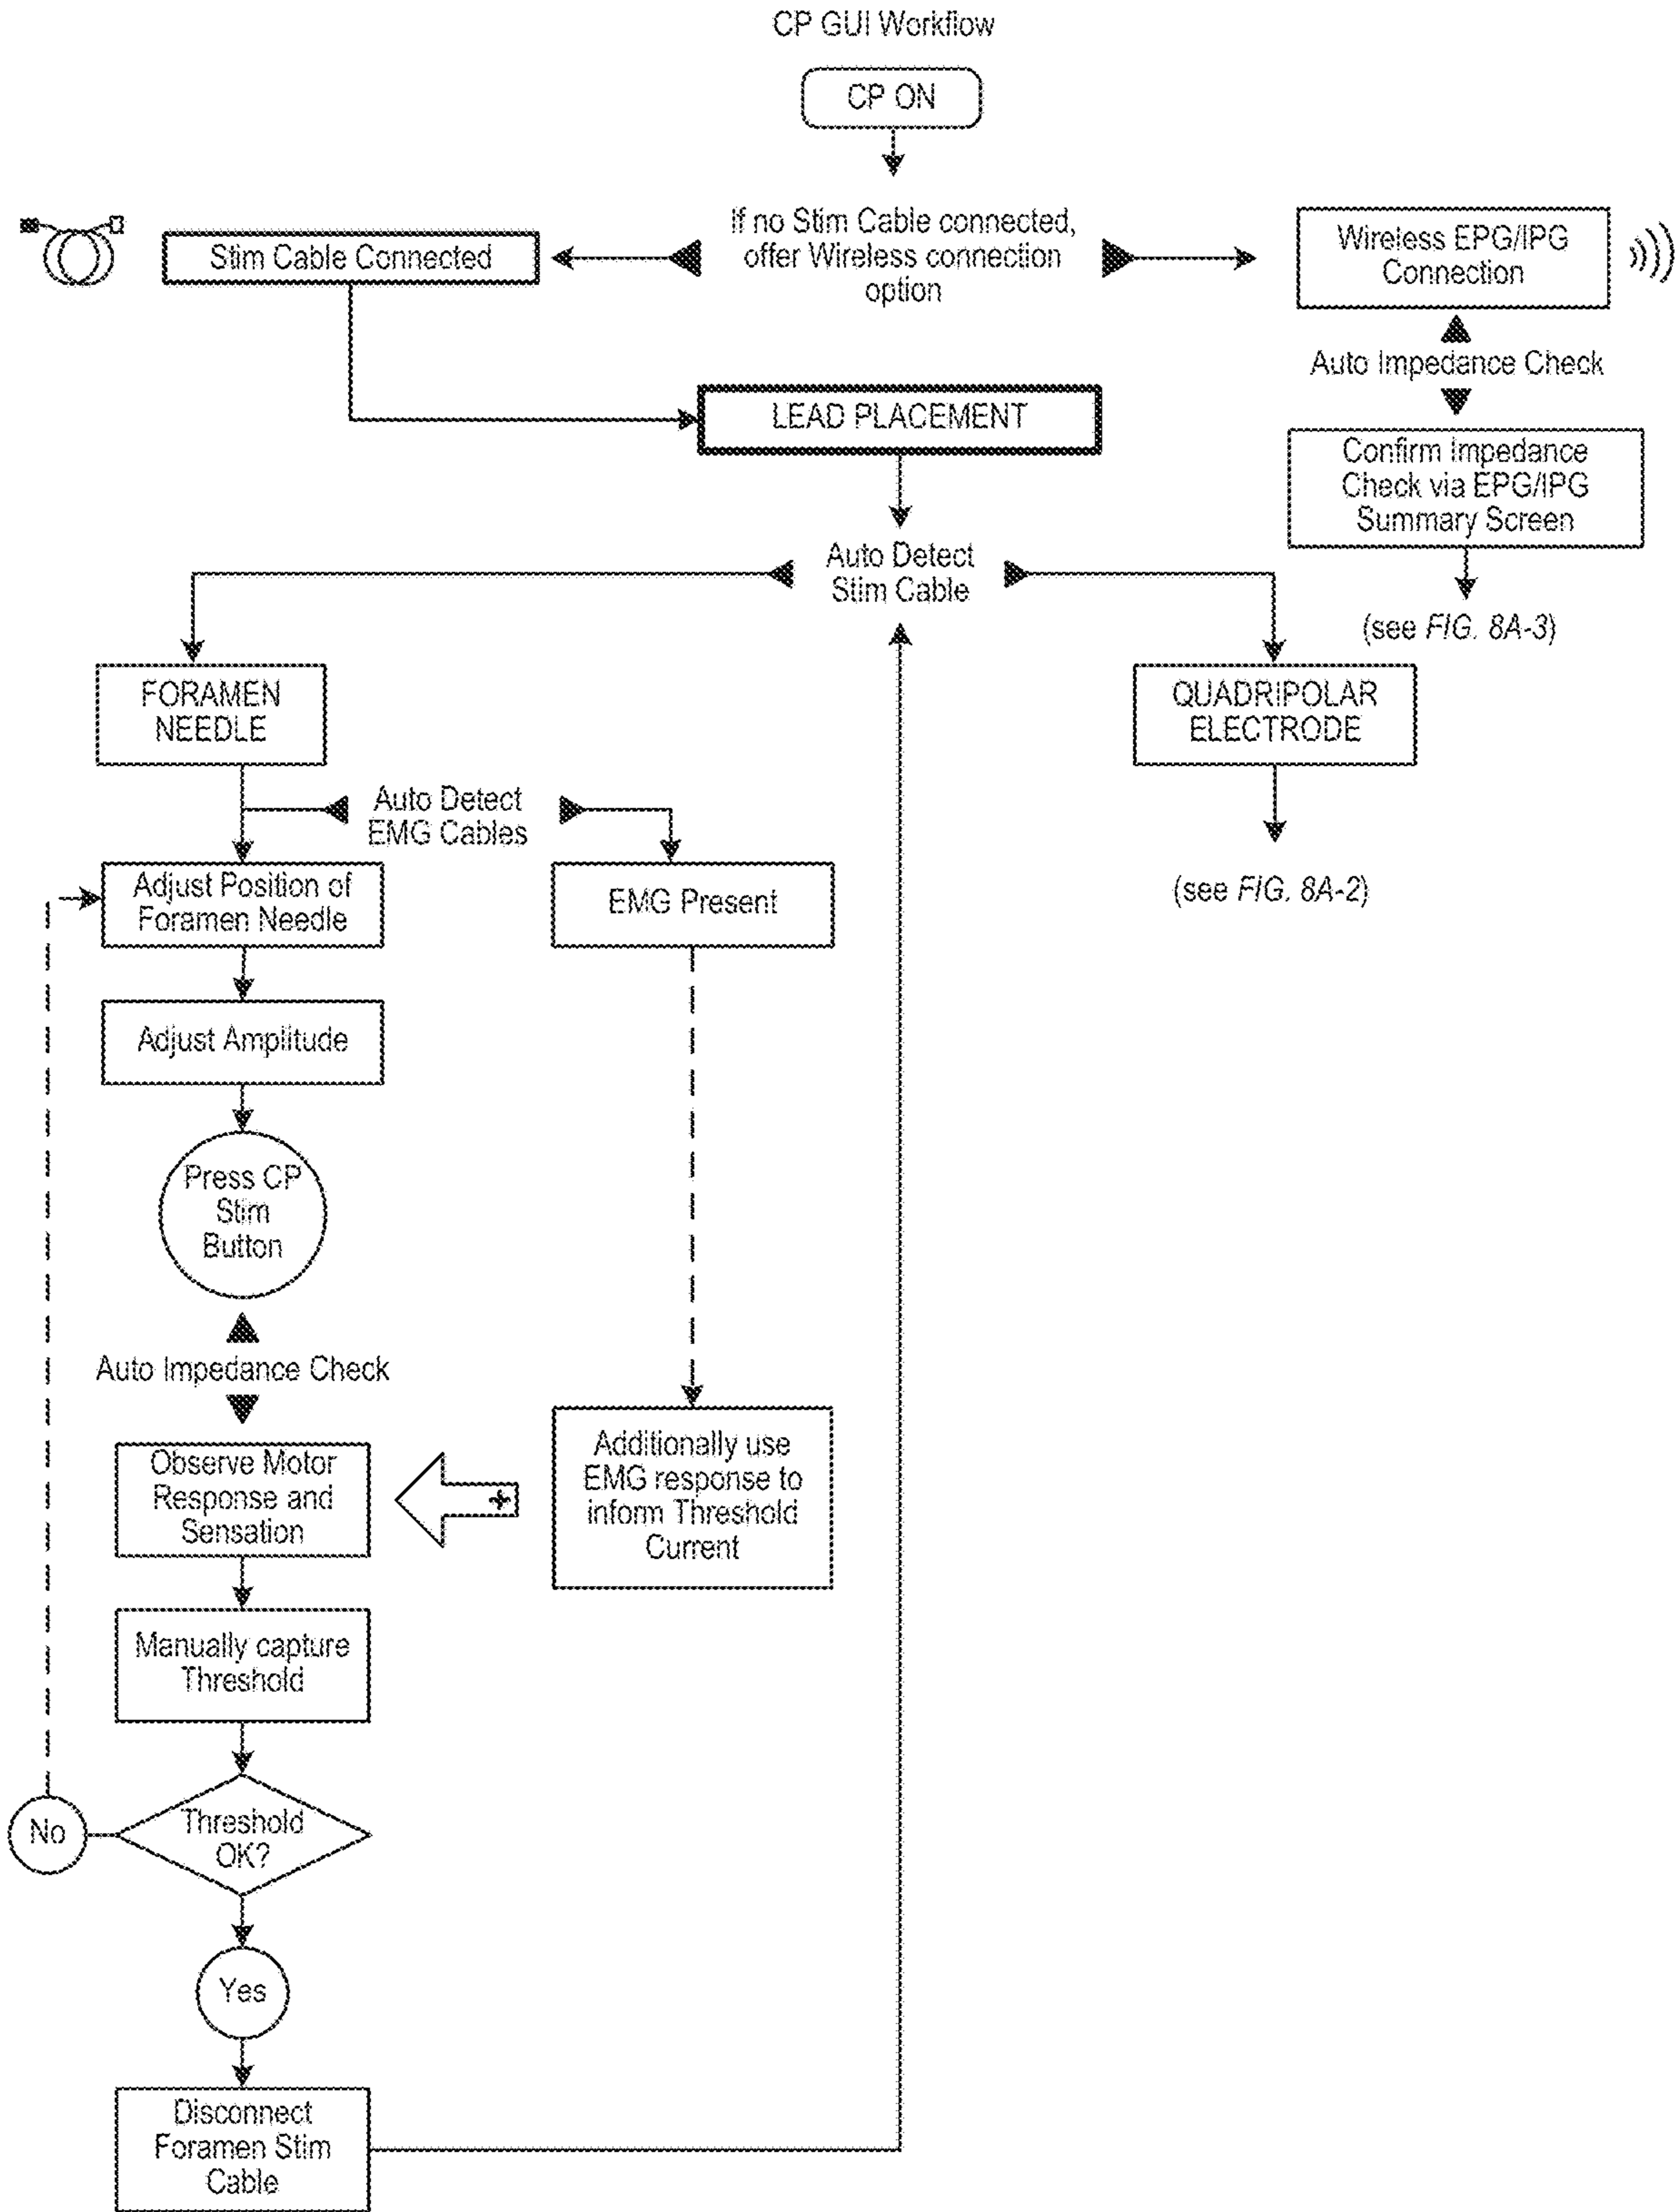 CP GUI Workflow
CP ON
Stim Cable Connected
If no Stim Cable connected,
offer Wireless connection
option
Wireless EPG/IPG
Connection
Auto Impedance Check
LEAD PLACEMENT
Confirm Impedance
Check via EPG/IPG
Summary Screen
Auto Detect
Stim Cable
(see FIG. 8A-3)
FORAMEN
NEEDLE
QUADRIPOLAR
ELECTRODE
Auto Detect
EMG Cables
Adjust Position of
Foramen Needle
EMG Present
(see FIG. 8A-2)
Adjust Amplitude
Press CP
Stim
Button
Auto Impedance Check
Observe Motor
Response and
Sensation
+
Additionally use
EMG response to
inform Threshold
Current
Manually capture
Threshold
No
Threshold
OK?
Yes
Disconnect
Foramen Stim
Cable